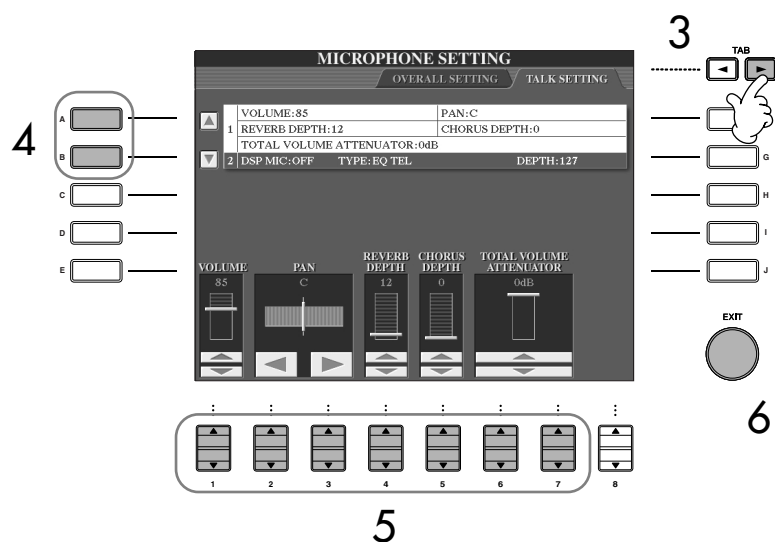 3
TAB
MICROPHONE SETTING
OVERALL SETTING
TALK SETTING
4
A
B
C
D
E
1
VOLUME:85
PAN:C
REVERB DEPTH:12
CHORUS DEPTH:0
TOTAL VOLUME ATTENUATOR:0dB
2 DSP MIC:OFF TYPE:EQ TEL DEPTH:127
G
H
I
J
VOLUME
85
PAN
C
REVERB
DEPTH
12
CHORUS
DEPTH
0
TOTAL VOLUME
ATTENUATOR
0dB
EXIT
6
1 2 3 4 5 6 7 8
5